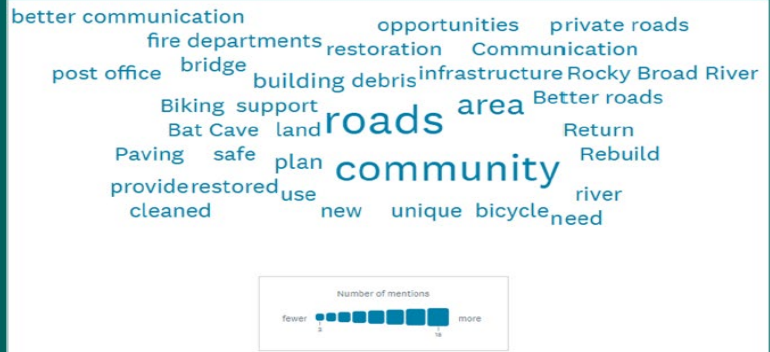 better communication
opportunities private roads
fire departments restoration Communication
post office bridge building debris infrastructure Rocky Broad River
Biking support roads area Better roads
Bat Cave land Return
Paving safe plan community Rebuild
provide restored use river
cleaned new unique bicycle need
Number of mentions
fewer more